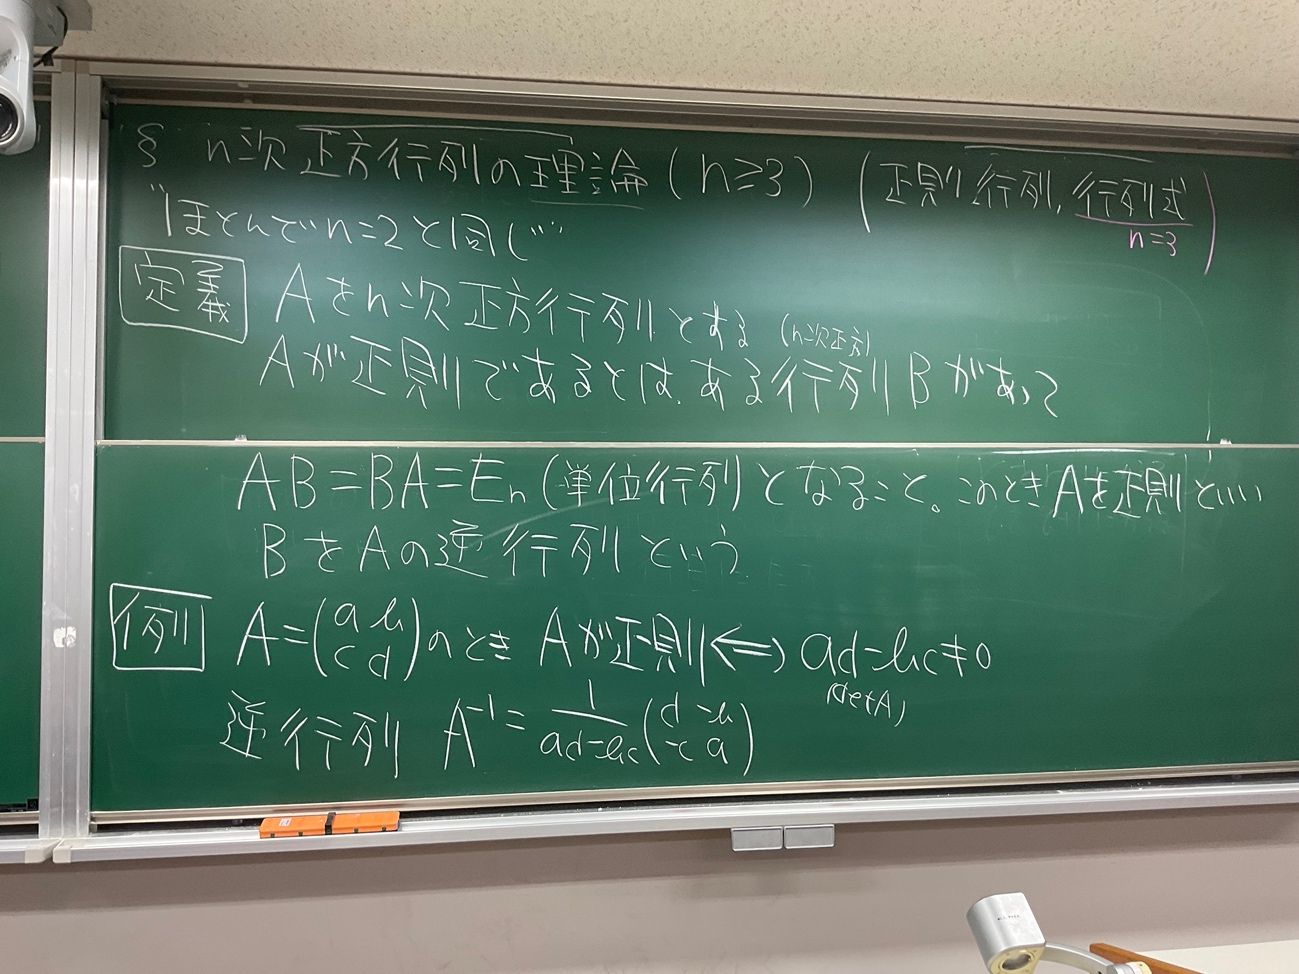 § n次正方行列の理論 (n≥3) (正則行列, 行列式)
n=3
"ほとんどn=2と同じ"
定義 Aをn次正方行列とする
(n次正方)
Aが正則であるとは、ある行列Bがあって
AB=BA=Eₙ (単位行列) となること。このときAを正則といい
BをAの逆行列という
例 A=(a b
c d)のとき Aが正則⇔ad-bc≠0
(detA)
逆行列 A⁻¹=1/(ad-bc)(d -b
-c a)